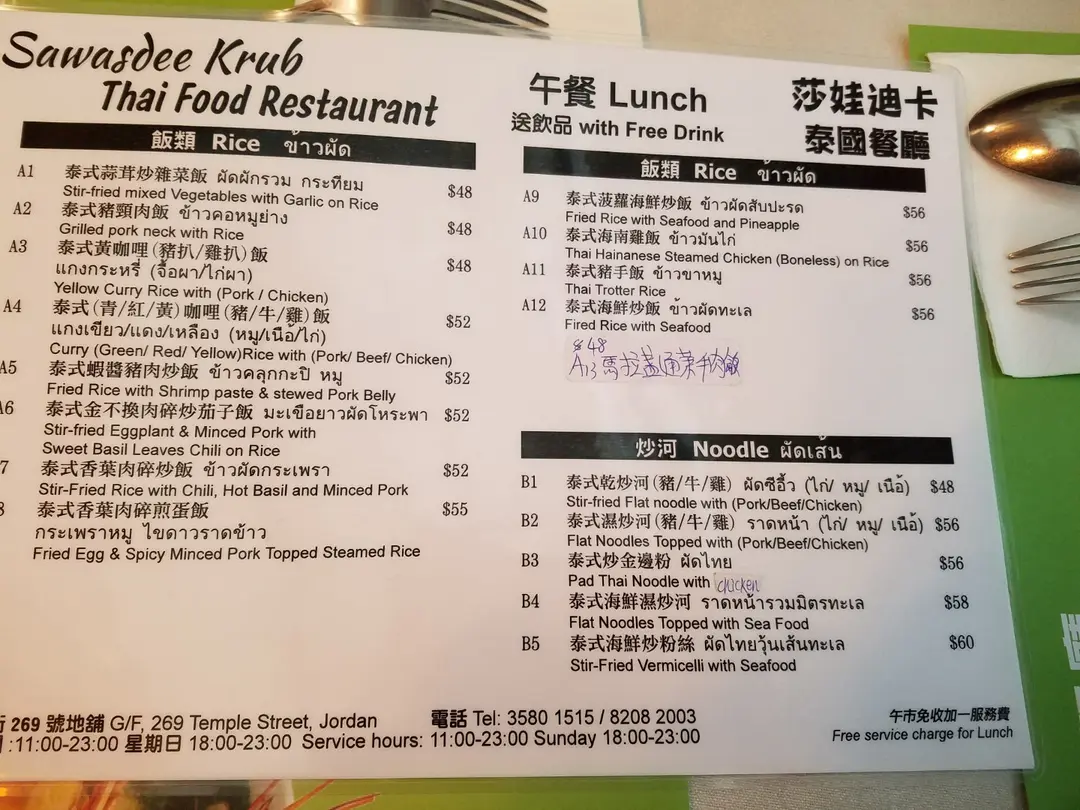 Sawasdee Krub
Thai Food Restaurant
飯類 Rice ข้าวผัด
A1 泰式蒜茸炒雜菜飯 ผัดผักรวม กระทียม $48
Stir-fried mixed Vegetables with Garlic on Rice
A2 泰式豬頸肉飯 ข้าวคอหมูย่าง $48
Grilled pork neck with Rice
A3 泰式黃咖哩(豬扒/雞扒)飯 $48
แกงกระหรี่ (จื้อผา/ไก่ผา)
Yellow Curry Rice with (Pork / Chicken)
A4 泰式(青/紅/黃)咖哩(豬/牛/雞)飯 $52
แกงเขียว/แดง/เหลือง (หมู/เนือ้/ไก่)
Curry (Green/ Red/ Yellow)Rice with (Pork/ Beef/ Chicken)
A5 泰式蝦醬豬肉炒飯 ข้าวคลุกกะปิ หมู $52
Fried Rice with Shrimp paste & stewed Pork Belly
A6 泰式金不換肉碎炒茄子飯 มะเขือยาวผัดโหระพา $52
Stir-fried Eggplant & Minced Pork with
Sweet Basil Leaves Chili on Rice
7 泰式香葉肉碎炒飯 ข้าวผัดกระเพรา $52
Stir-Fried Rice with Chili, Hot Basil and Minced Pork
8 泰式香葉肉碎煎蛋飯 $55
กระเพราหมู ไขดาวราดข้าว
Fried Egg & Spicy Minced Pork Topped Steamed Rice
午餐 Lunch
送飲品 with Free Drink
莎娃迪卡
泰國餐廳
飯類 Rice ข้าวผัด
A9 泰式菠蘿海鮮炒飯 ข้าวผัดสับปะรด $56
Fried Rice with Seafood and Pineapple
A10 泰式海南雞飯 ข้าวมันไก่ $56
Thai Hainanese Steamed Chicken (Boneless) on Rice
A11 泰式豬手飯 ข้าวขาหมู $56
Thai Trotter Rice
A12 泰式海鮮炒飯 ข้าวผัดทะเล $56
Fired Rice with Seafood
$48
A13 馬拉盞通菜牛肉飯
炒河 Noodle ผัดเส้น
B1 泰式乾炒河(豬/牛/雞) ผัดซีอิ้ว (ไก่/ หมู/ เนือ้) $48
Stir-fried Flat noodle with (Pork/Beef/Chicken)
B2 泰式濕炒河(豬/牛/雞) ราดหน้า (ไก่/ หมู/ เนือ้) $56
Flat Noodles Topped with (Pork/Beef/Chicken)
B3 泰式炒金邊粉 ผัดไทย $56
Pad Thai Noodle with chicken
B4 泰式海鮮濕炒河 ราดหน้ารวมมิตรทะเล $58
Flat Noodles Topped with Sea Food
B5 泰式海鮮炒粉絲 ผัดไทยวุ้นเส้นทะเล $60
Stir-Fried Vermicelli with Seafood
街 269 號地舖 G/F, 269 Temple Street, Jordan 電話 Tel: 3580 1515 / 8208 2003
:11:00-23:00 星期日 18:00-23:00 Service hours: 11:00-23:00 Sunday 18:00-23:00
午市免收加一服務費
Free service charge for Lunch